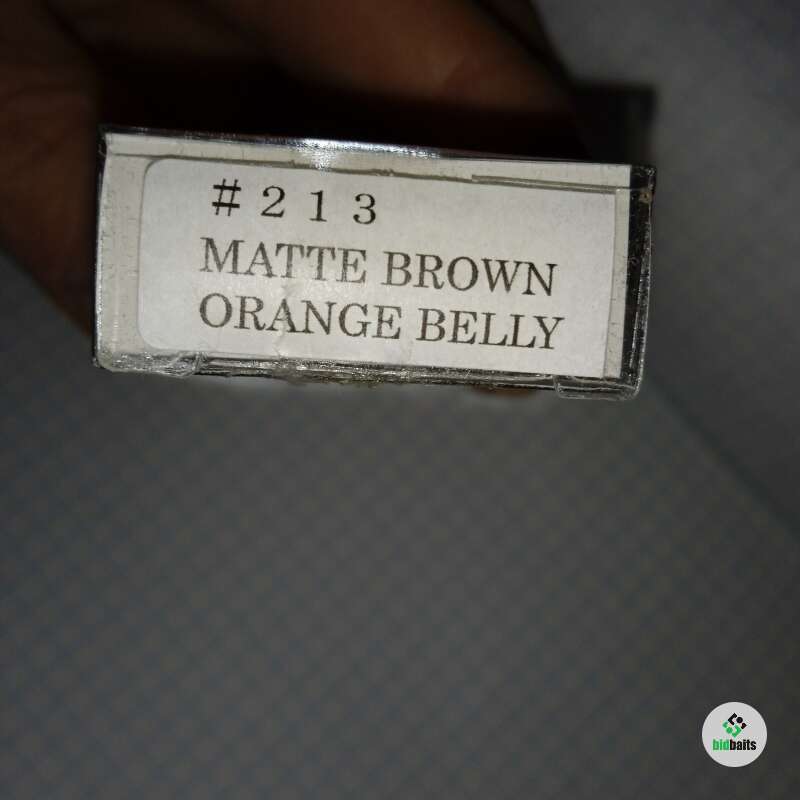 #213
MATTE BROWN
ORANGE BELLY
bidbaits